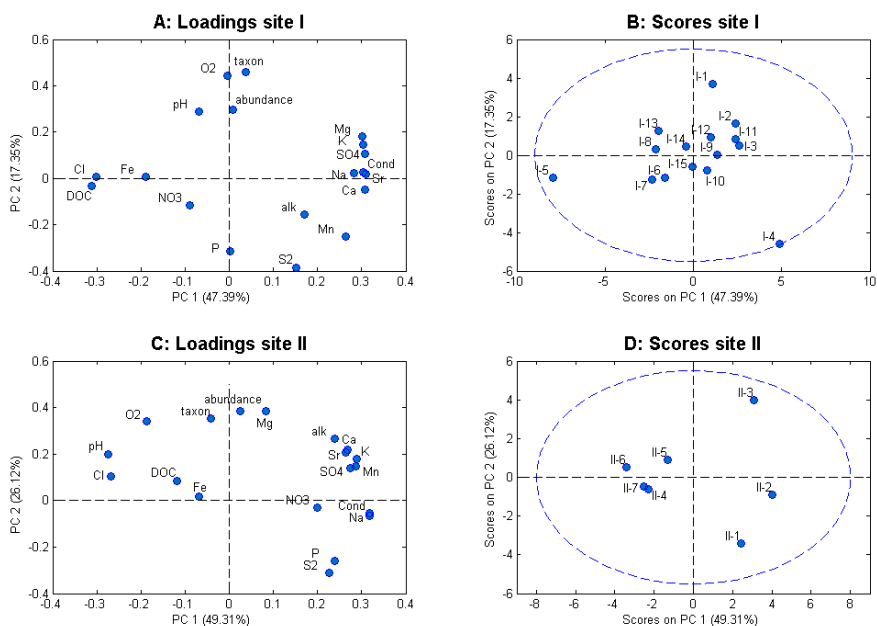 A: Loadings site I
0.6
0.4
0.2
0
-0.2
-0.4
PC 2 (17.35%)
O2
taxon
pH
abundance
Mg
K
SO4
Cond
Cl
Fe
Na
Sr
DOC
Ca
NO3
alk
Mn
P
S2
-0.4 -0.3 -0.2 -0.1 0 0.1 0.2 0.3 0.4
PC 1 (47.39%)
B: Scores site I
6
4
2
0
-2
-4
-6
Scores on PC 2 (17.35%)
I-1
I-2
I-13
I-12
I-11
I-14
I-8
I-9
I-3
I-15
I-5
I-6
I-7
I-10
I-4
-10 -5 0 5 10
Scores on PC 1 (47.39%)
C: Loadings site II
0.6
0.4
0.2
0
-0.2
-0.4
PC 2 (26.12%)
abundance
O2
taxon
Mg
alk
Ca
pH
Sr
K
Cl
DOC
SO4
Mn
Fe
NO3
Cond
Na
P
S2
-0.4 -0.3 -0.2 -0.1 0 0.1 0.2 0.3 0.4
PC 1 (49.31%)
D: Scores site II
6
4
2
0
-2
-4
-6
Scores on PC 2 (26.12%)
II-3
II-6
II-5
II-7
II-4
II-2
II-1
-8 -6 -4 -2 0 2 4 6 8
Scores on PC 1 (49.31%)